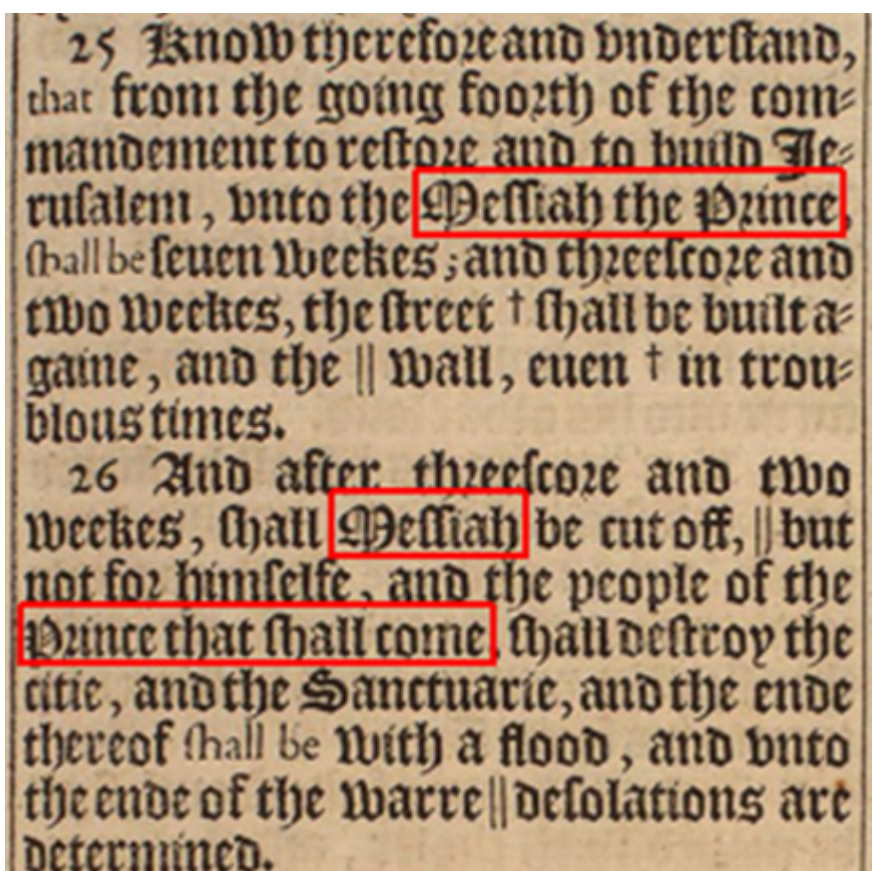 25 Know therefore and vnderstand,
that from the going foorth of the com-
mandement to restore and to build Ie-
rusalem, vnto the Messiah the Prince,
shall be seuen weekes; and threescore and
two weekes, the street † shall be built a-
gaine, and the || wall, euen † in trou-
blous times.
26 And after threescore and two
weekes, shall Messiah be cut off, || but
not for himselfe, and the people of the
Prince that shall come, shall destroy the
citie, and the Sanctuarie, and the ende
thereof shall be with a flood, and vnto
the ende of the warre || desolations are
determined.